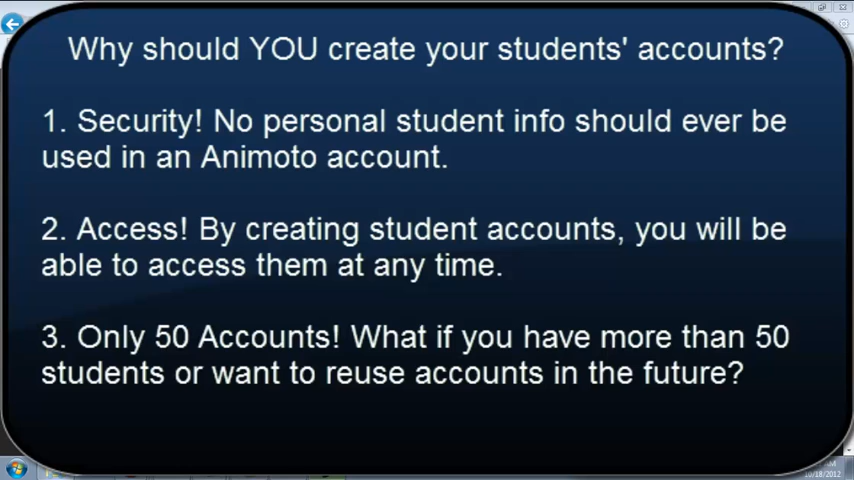 Why should YOU create your students' accounts?
1. Security! No personal student info should ever be
used in an Animoto account.
2. Access! By creating student accounts, you will be
able to access them at any time.
3. Only 50 Accounts! What if you have more than 50
students or want to reuse accounts in the future?
10/18/2012